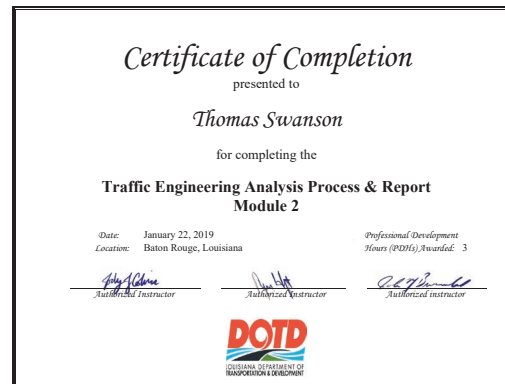 Certificate of Completion
presented to
Thomas Swanson
for completing the
Traffic Engineering Analysis Process & Report
Module 2
Date: January 22, 2019
Location: Baton Rouge, Louisiana
Professional Development
Hours (PDHs) Awarded: 3
Authorized Instructor
Authorized Instructor
Authorized instructor
DOTD
LOUISIANA DEPARTMENT OF
TRANSPORTATION & DEVELOPMENT